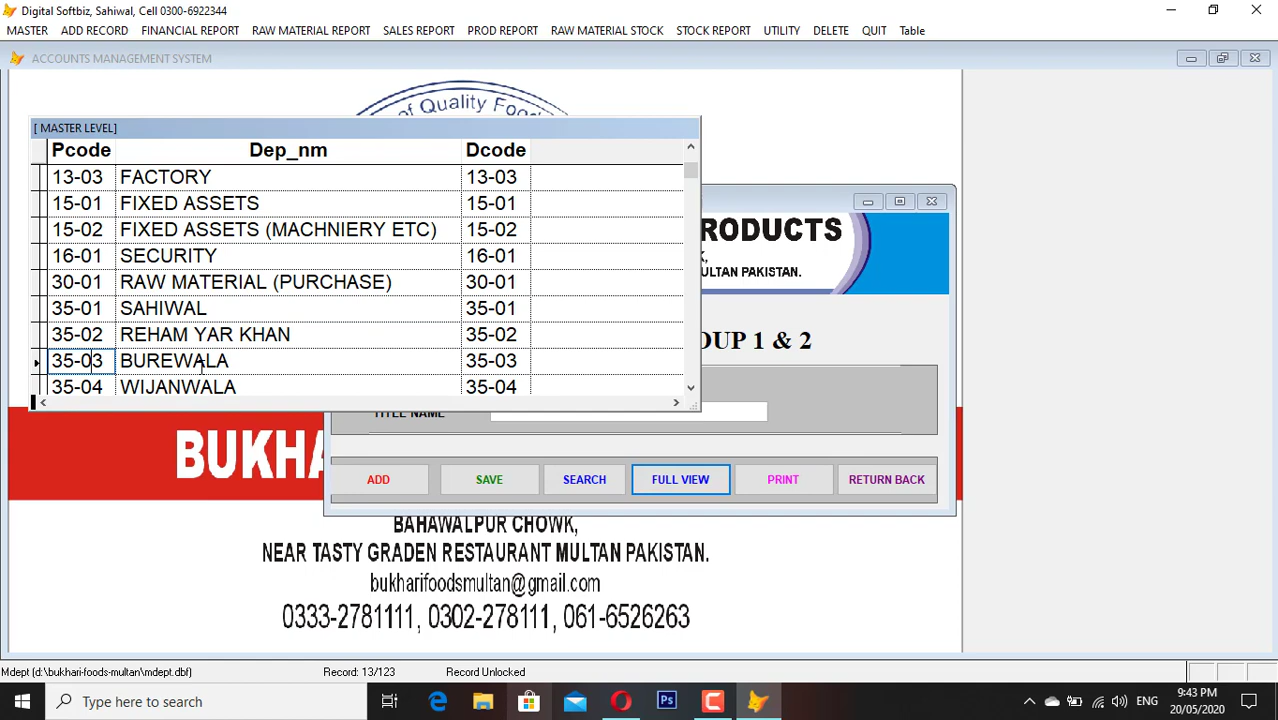 Digital Softbiz, Sahiwal, Cell 0300-6922344
MASTER ADD RECORD FINANCIAL REPORT RAW MATERIAL REPORT SALES REPORT PROD REPORT RAW MATERIAL STOCK STOCK REPORT UTILITY DELETE QUIT Table
ACCOUNTS MANAGEMENT SYSTEM
of Quality Foo
[ MASTER LEVEL]
Pcode Dep_nm Dcode
13-03 FACTORY 13-03
15-01 FIXED ASSETS 15-01
15-02 FIXED ASSETS (MACHNIERY ETC) 15-02
16-01 SECURITY 16-01
30-01 RAW MATERIAL (PURCHASE) 30-01
35-01 SAHIWAL 35-01
35-02 REHAM YAR KHAN 35-02
35-03 BUREWALA 35-03
35-04 WIJANWALA 35-04
RODUCTS
K,
ULTAN PAKISTAN.
OUP 1 & 2
TITEL NAME
BUKHA
ADD SAVE SEARCH FULL VIEW PRINT RETURN BACK
BAHAWALPUR CHOWK,
NEAR TASTY GRADEN RESTAURANT MULTAN PAKISTAN.
bukharifoodsmultan@gmail.com
0333-2781111, 0302-278111, 061-6526263
Mdept (d:\bukhari-foods-multan\mdept.dbf) Record: 13/123 Record Unlocked
Type here to search
Ps
ENG
9:43 PM
20/05/2020